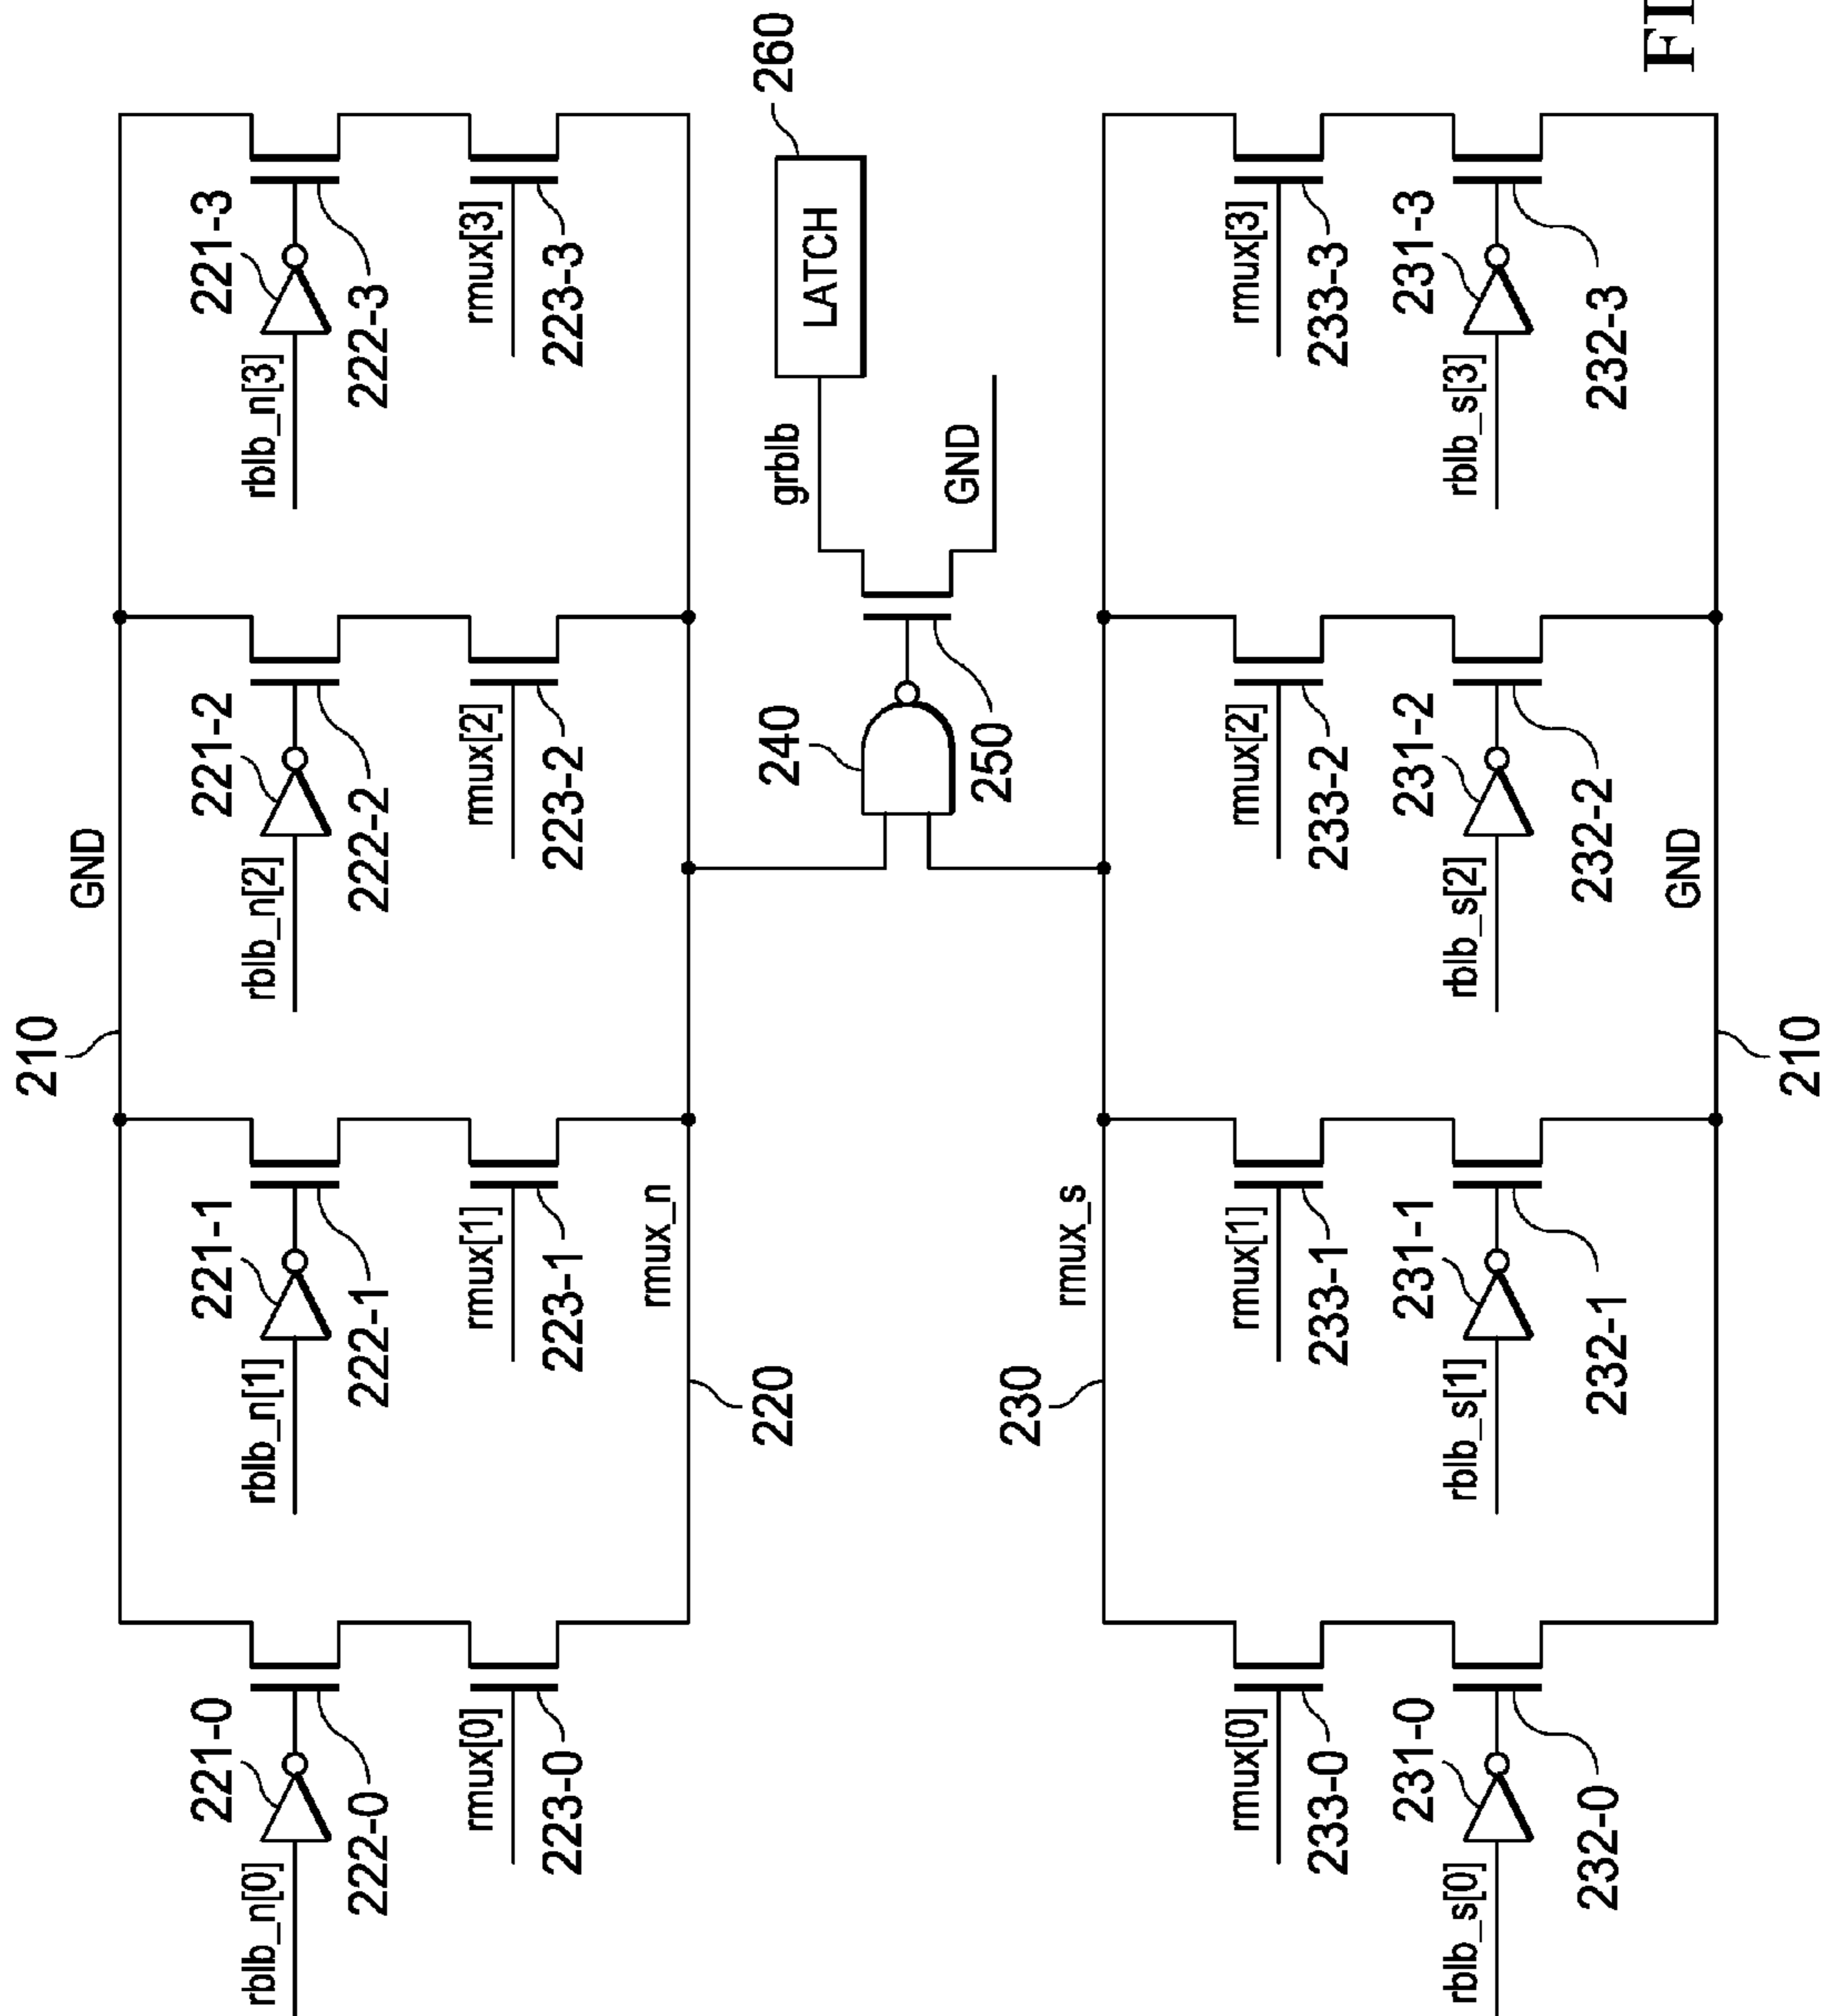 210
GND
221-0
221-1
221-2
221-3
rblb_n[0]
rblb_n[1]
rblb_n[2]
rblb_n[3]
222-0
222-1
222-2
222-3
rmux[0]
rmux[1]
rmux[2]
rmux[3]
223-0
223-1
223-2
223-3
rmux_n
220
240
260
grblb
LATCH
GND
250
230
rmux_s
rmux[0]
rmux[1]
rmux[2]
rmux[3]
233-0
233-1
233-2
233-3
231-0
231-1
231-2
231-3
rblb_s[0]
rblb_s[1]
rblb_s[2]
rblb_s[3]
232-0
232-1
232-2
232-3
GND
210